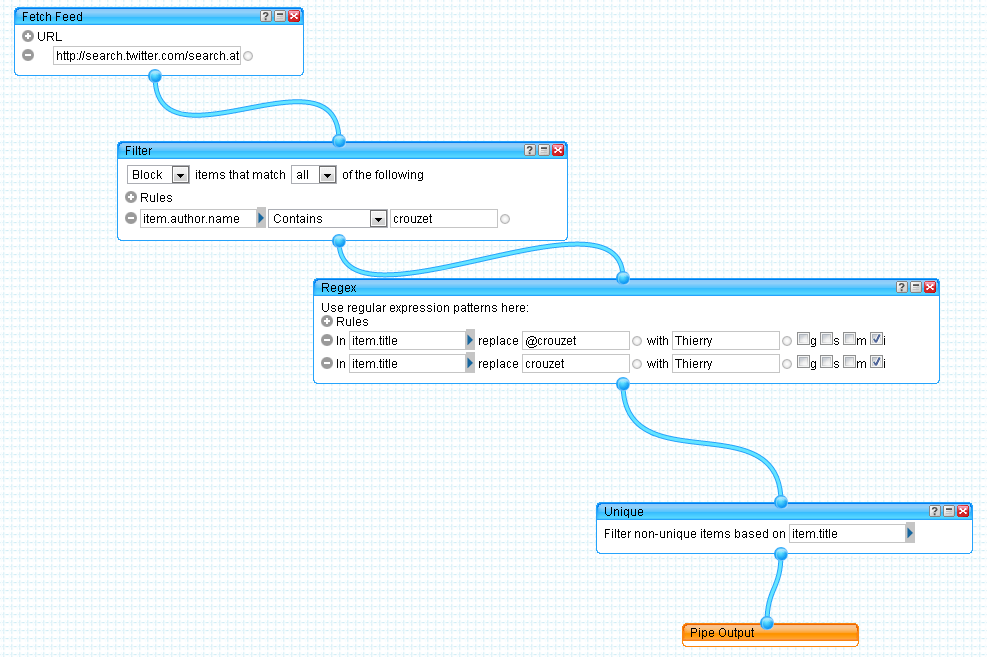 Fetch Feed ?
URL
http://search.twitter.com/search.at
Filter ?
Block items that match all of the following
Rules
item.author.name Contains crouzet
Regex ?
Use regular expression patterns here:
Rules
In item.title replace @crouzet with Thierry g s m i
In item.title replace crouzet with Thierry g s m i
Unique ?
Filter non-unique items based on item.title
Pipe Output